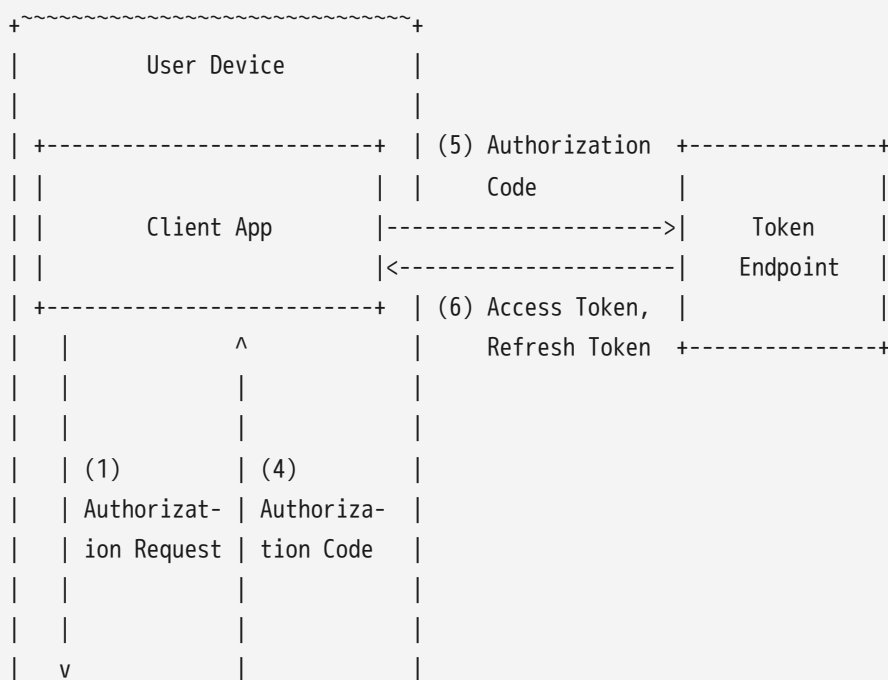 User Device
(5) Authorization
Code
Client App
Token
Endpoint
(6) Access Token,
Refresh Token
(1)
(4)
Authorizat-
Authoriza-
ion Request
tion Code